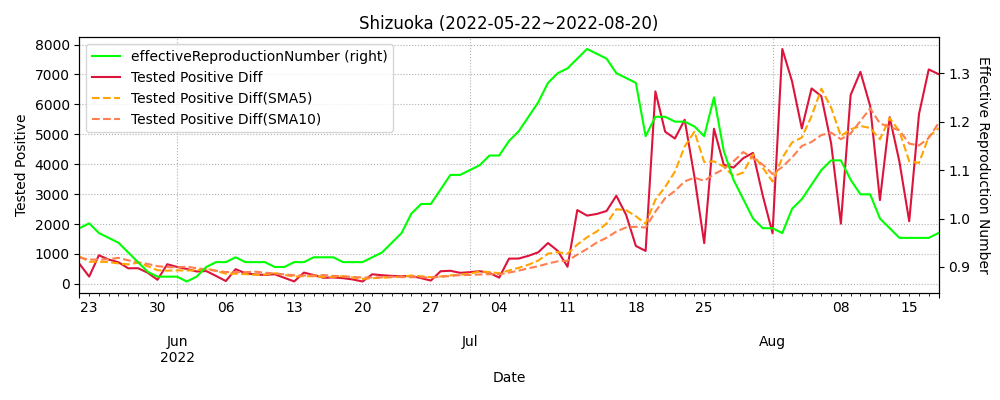 Shizuoka (2022-05-22~2022-08-20)
effectiveReproductionNumber (right)
Tested Positive Diff
Tested Positive Diff(SMA5)
Tested Positive Diff(SMA10)
Tested Positive
8000
7000
6000
5000
4000
3000
2000
1000
0
1.3
1.2
1.1
1.0
0.9
Effective Reproduction Number
23 30 06 13 20 27 04 11 18 25 08 15
Jun Jul Aug
2022
Date